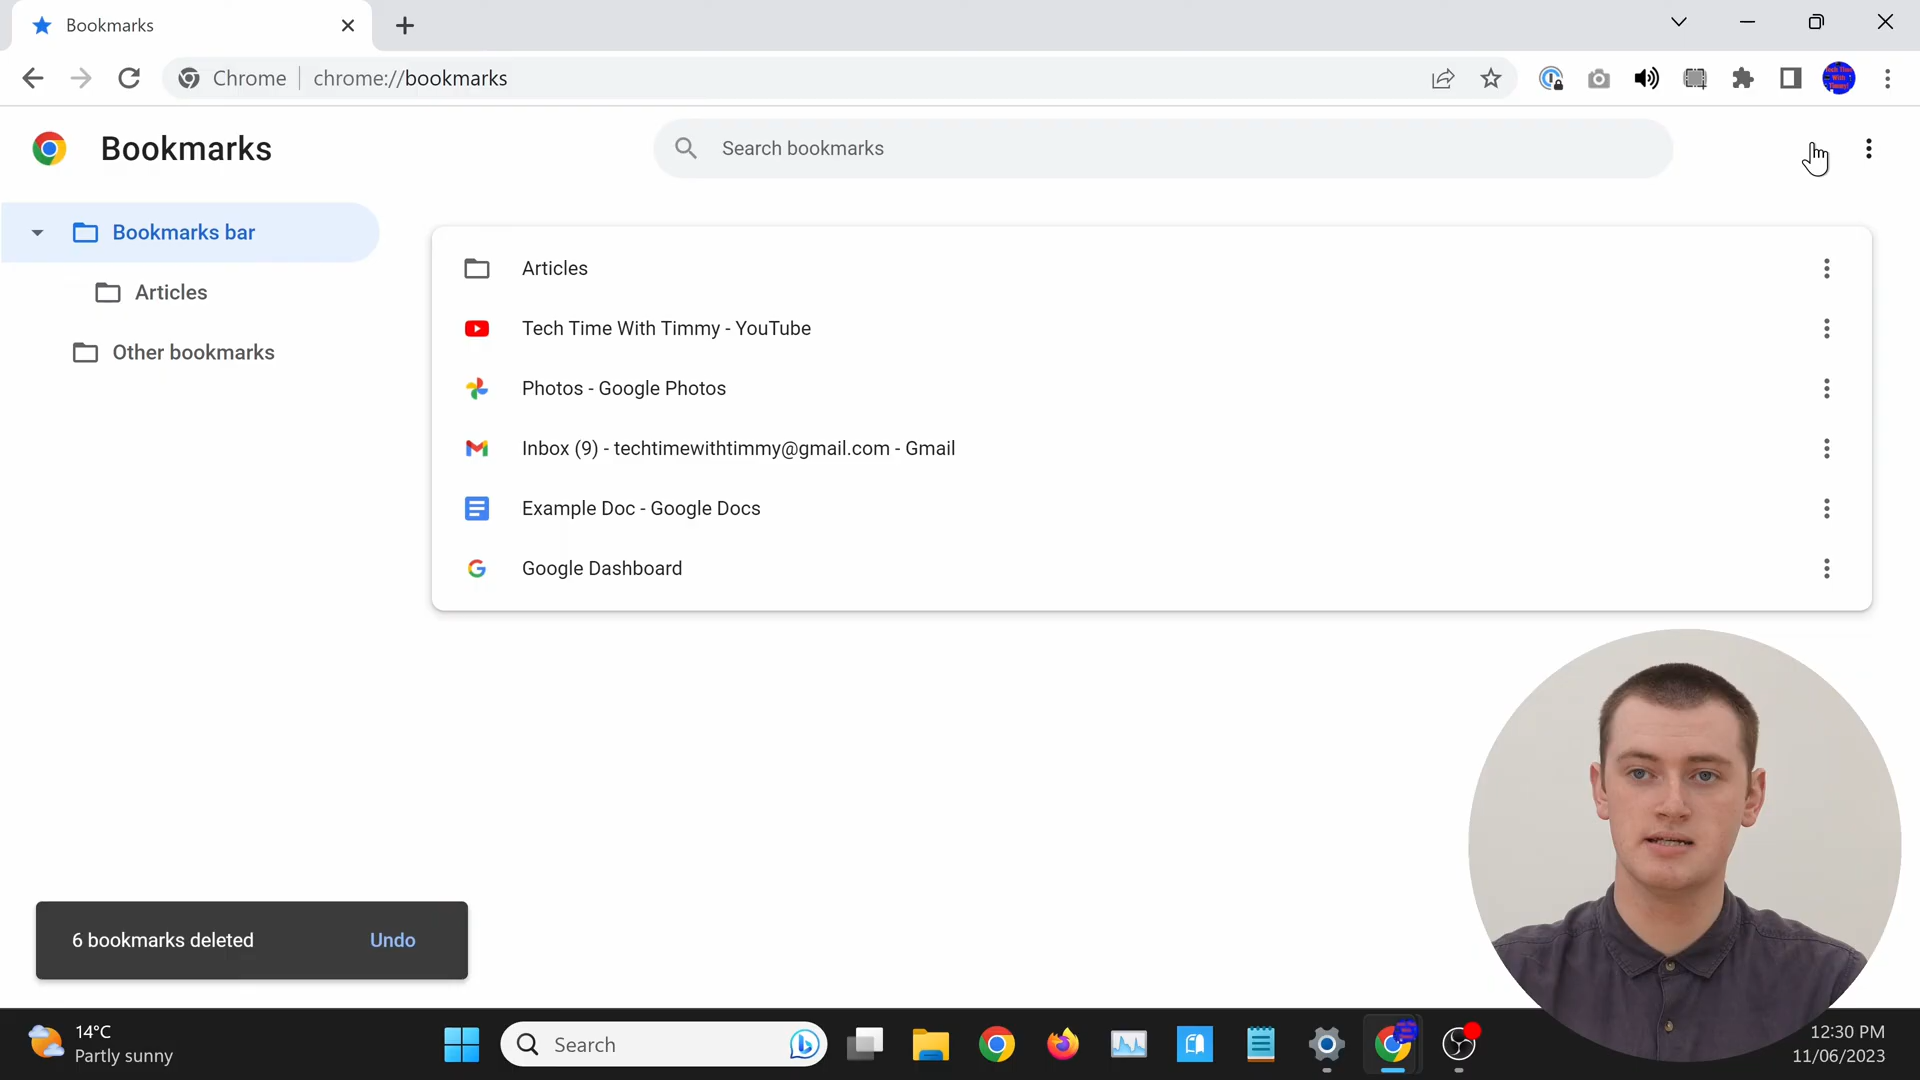 Bookmarks
Chrome
chrome://bookmarks
Bookmarks
Search bookmarks
Bookmarks bar
Articles
Other bookmarks
Articles
Tech Time With Timmy - YouTube
Photos - Google Photos
Inbox (9) - techtimewithtimmy@gmail.com - Gmail
Example Doc - Google Docs
Google Dashboard
6 bookmarks deleted
Undo
14°C
Partly sunny
Search
12:30 PM
11/06/2023